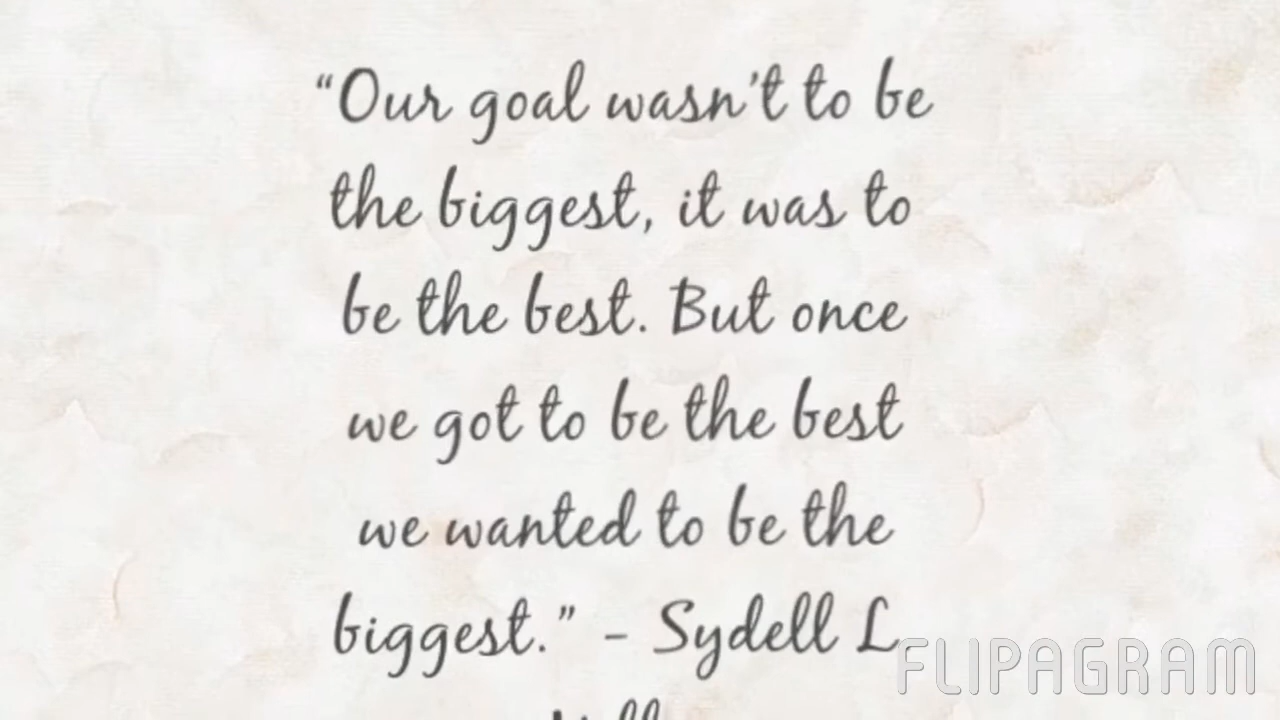 “Our goal wasn’t to be
the biggest, it was to
be the best. But once
we got to be the best
we wanted to be the
biggest.” – Sydell L
FLIPAGRAM